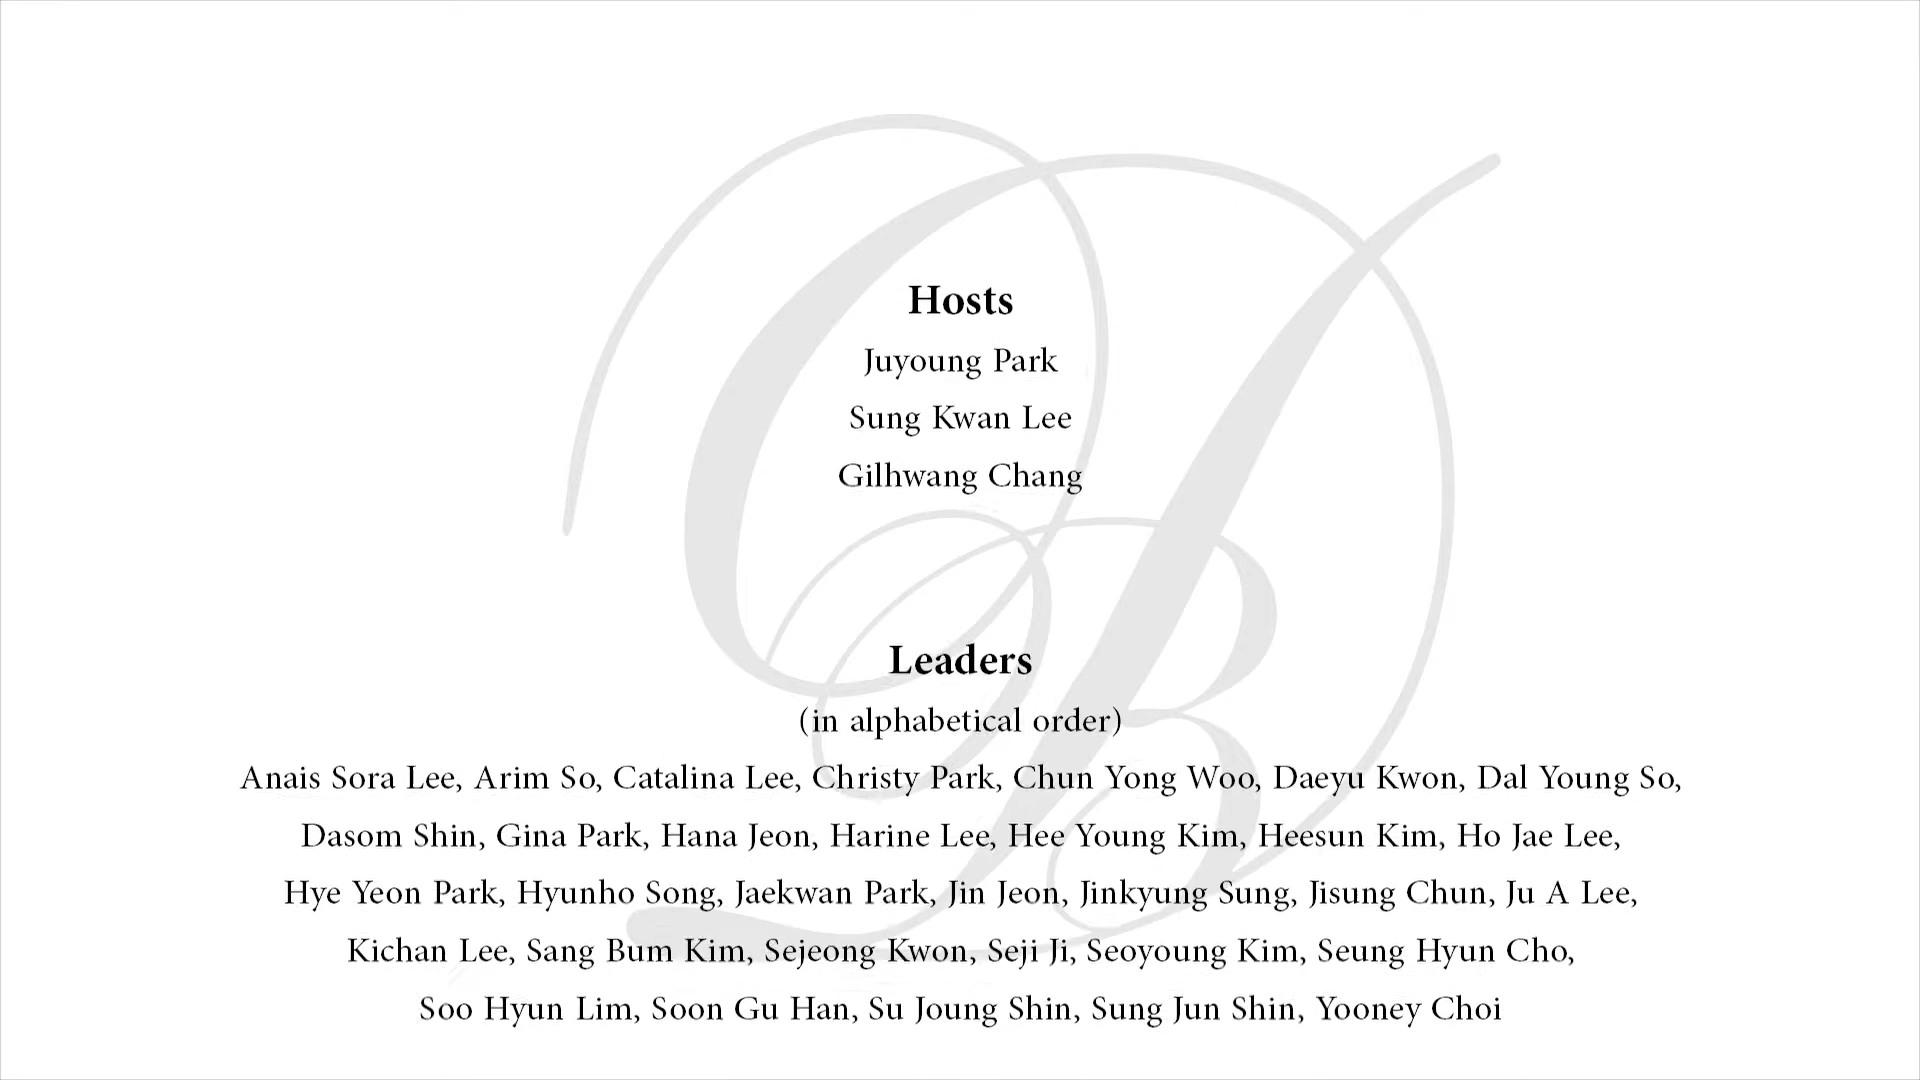 Hosts
Juyoung Park
Sung Kwan Lee
Gilhwang Chang
Leaders
(in alphabetical order)
Anais Sora Lee, Arim So, Catalina Lee, Christy Park, Chun Yong Woo, Daeyu Kwon, Dal Young So,
Dasom Shin, Gina Park, Hana Jeon, Harine Lee, Hee Young Kim, Heesun Kim, Ho Jae Lee,
Hye Yeon Park, Hyunho Song, Jaekwan Park, Jin Jeon, Jinkyung Sung, Jisung Chun, Ju A Lee,
Kichan Lee, Sang Bum Kim, Sejeong Kwon, Seji Ji, Seoyoung Kim, Seung Hyun Cho,
Soo Hyun Lim, Soon Gu Han, Su Joung Shin, Sung Jun Shin, Yooney Choi